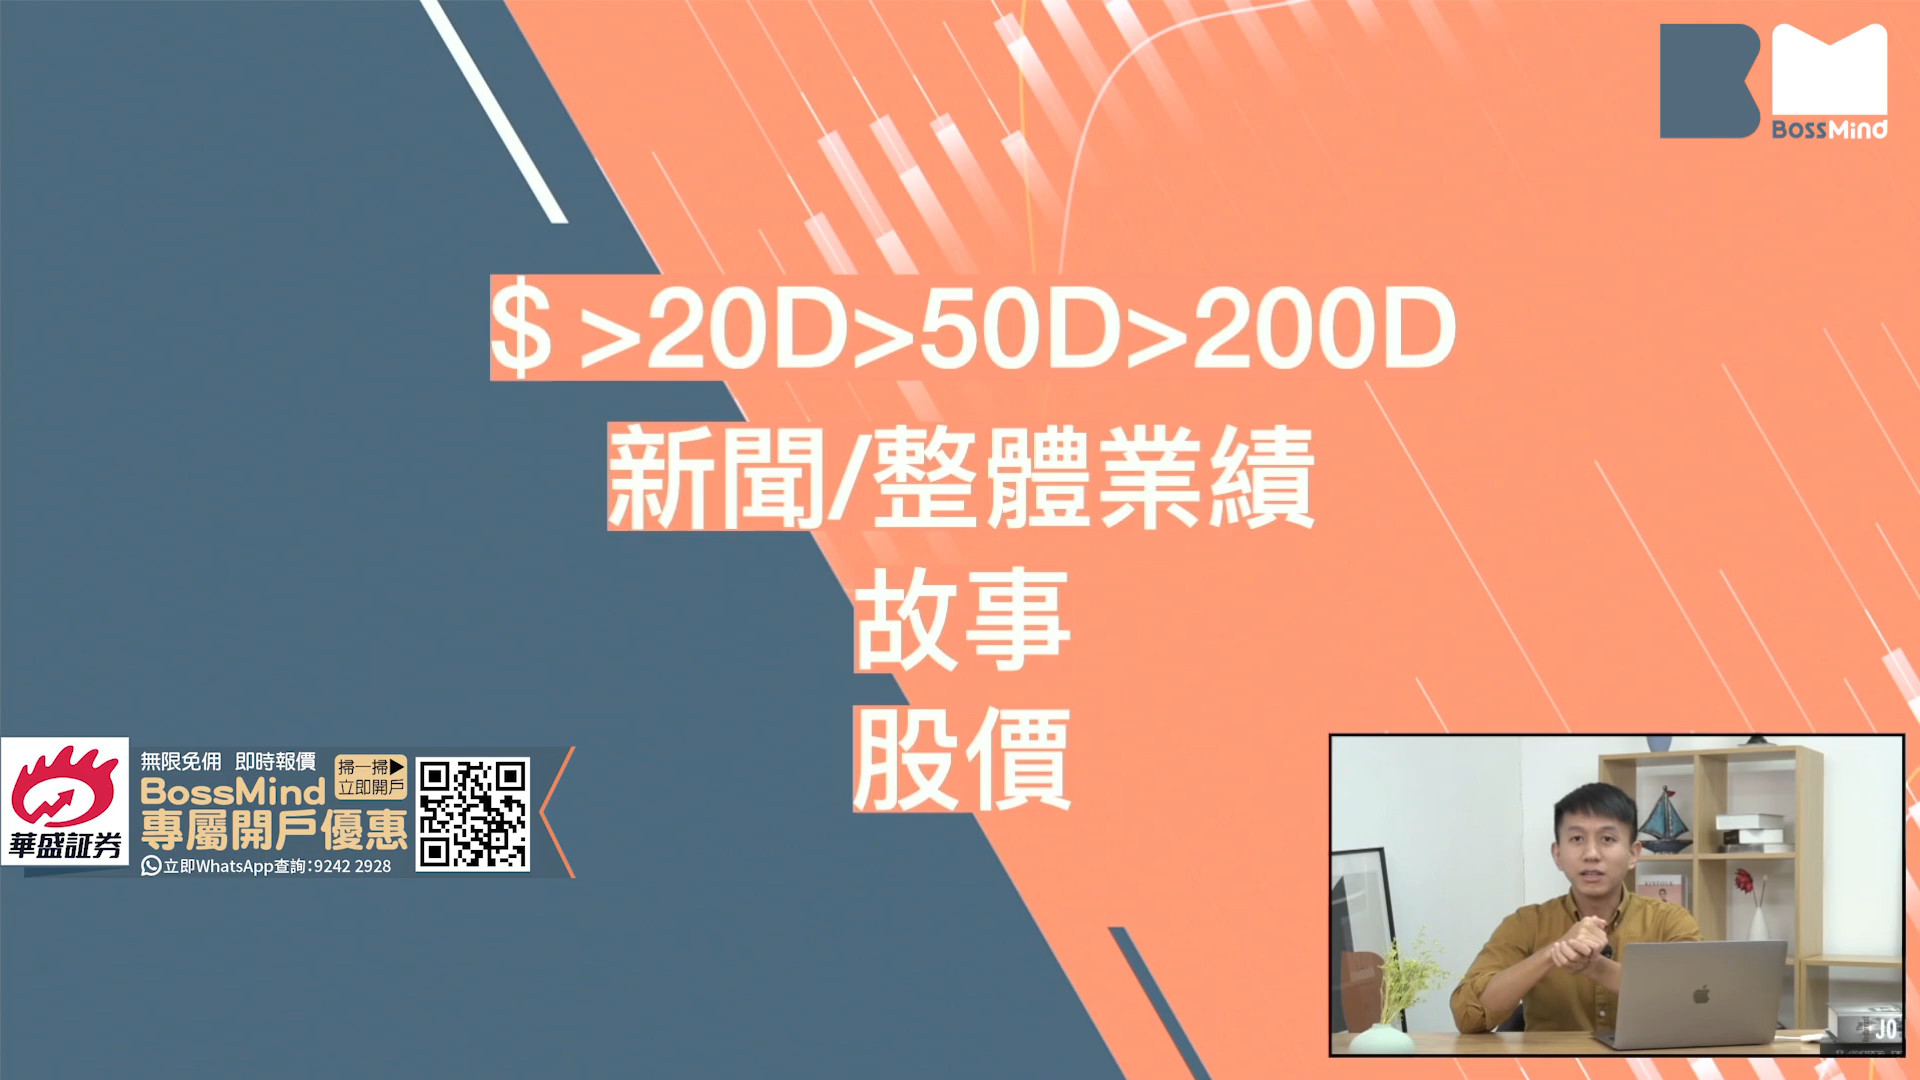 BossMind
$ >20D>50D>200D
新聞/整體業績
故事
股價
華盛証券
無限免佣 即時報價
BossMind
專屬開戶優惠
掃一掃▶
立即開戶
立即WhatsApp查詢:9242 2928
JO